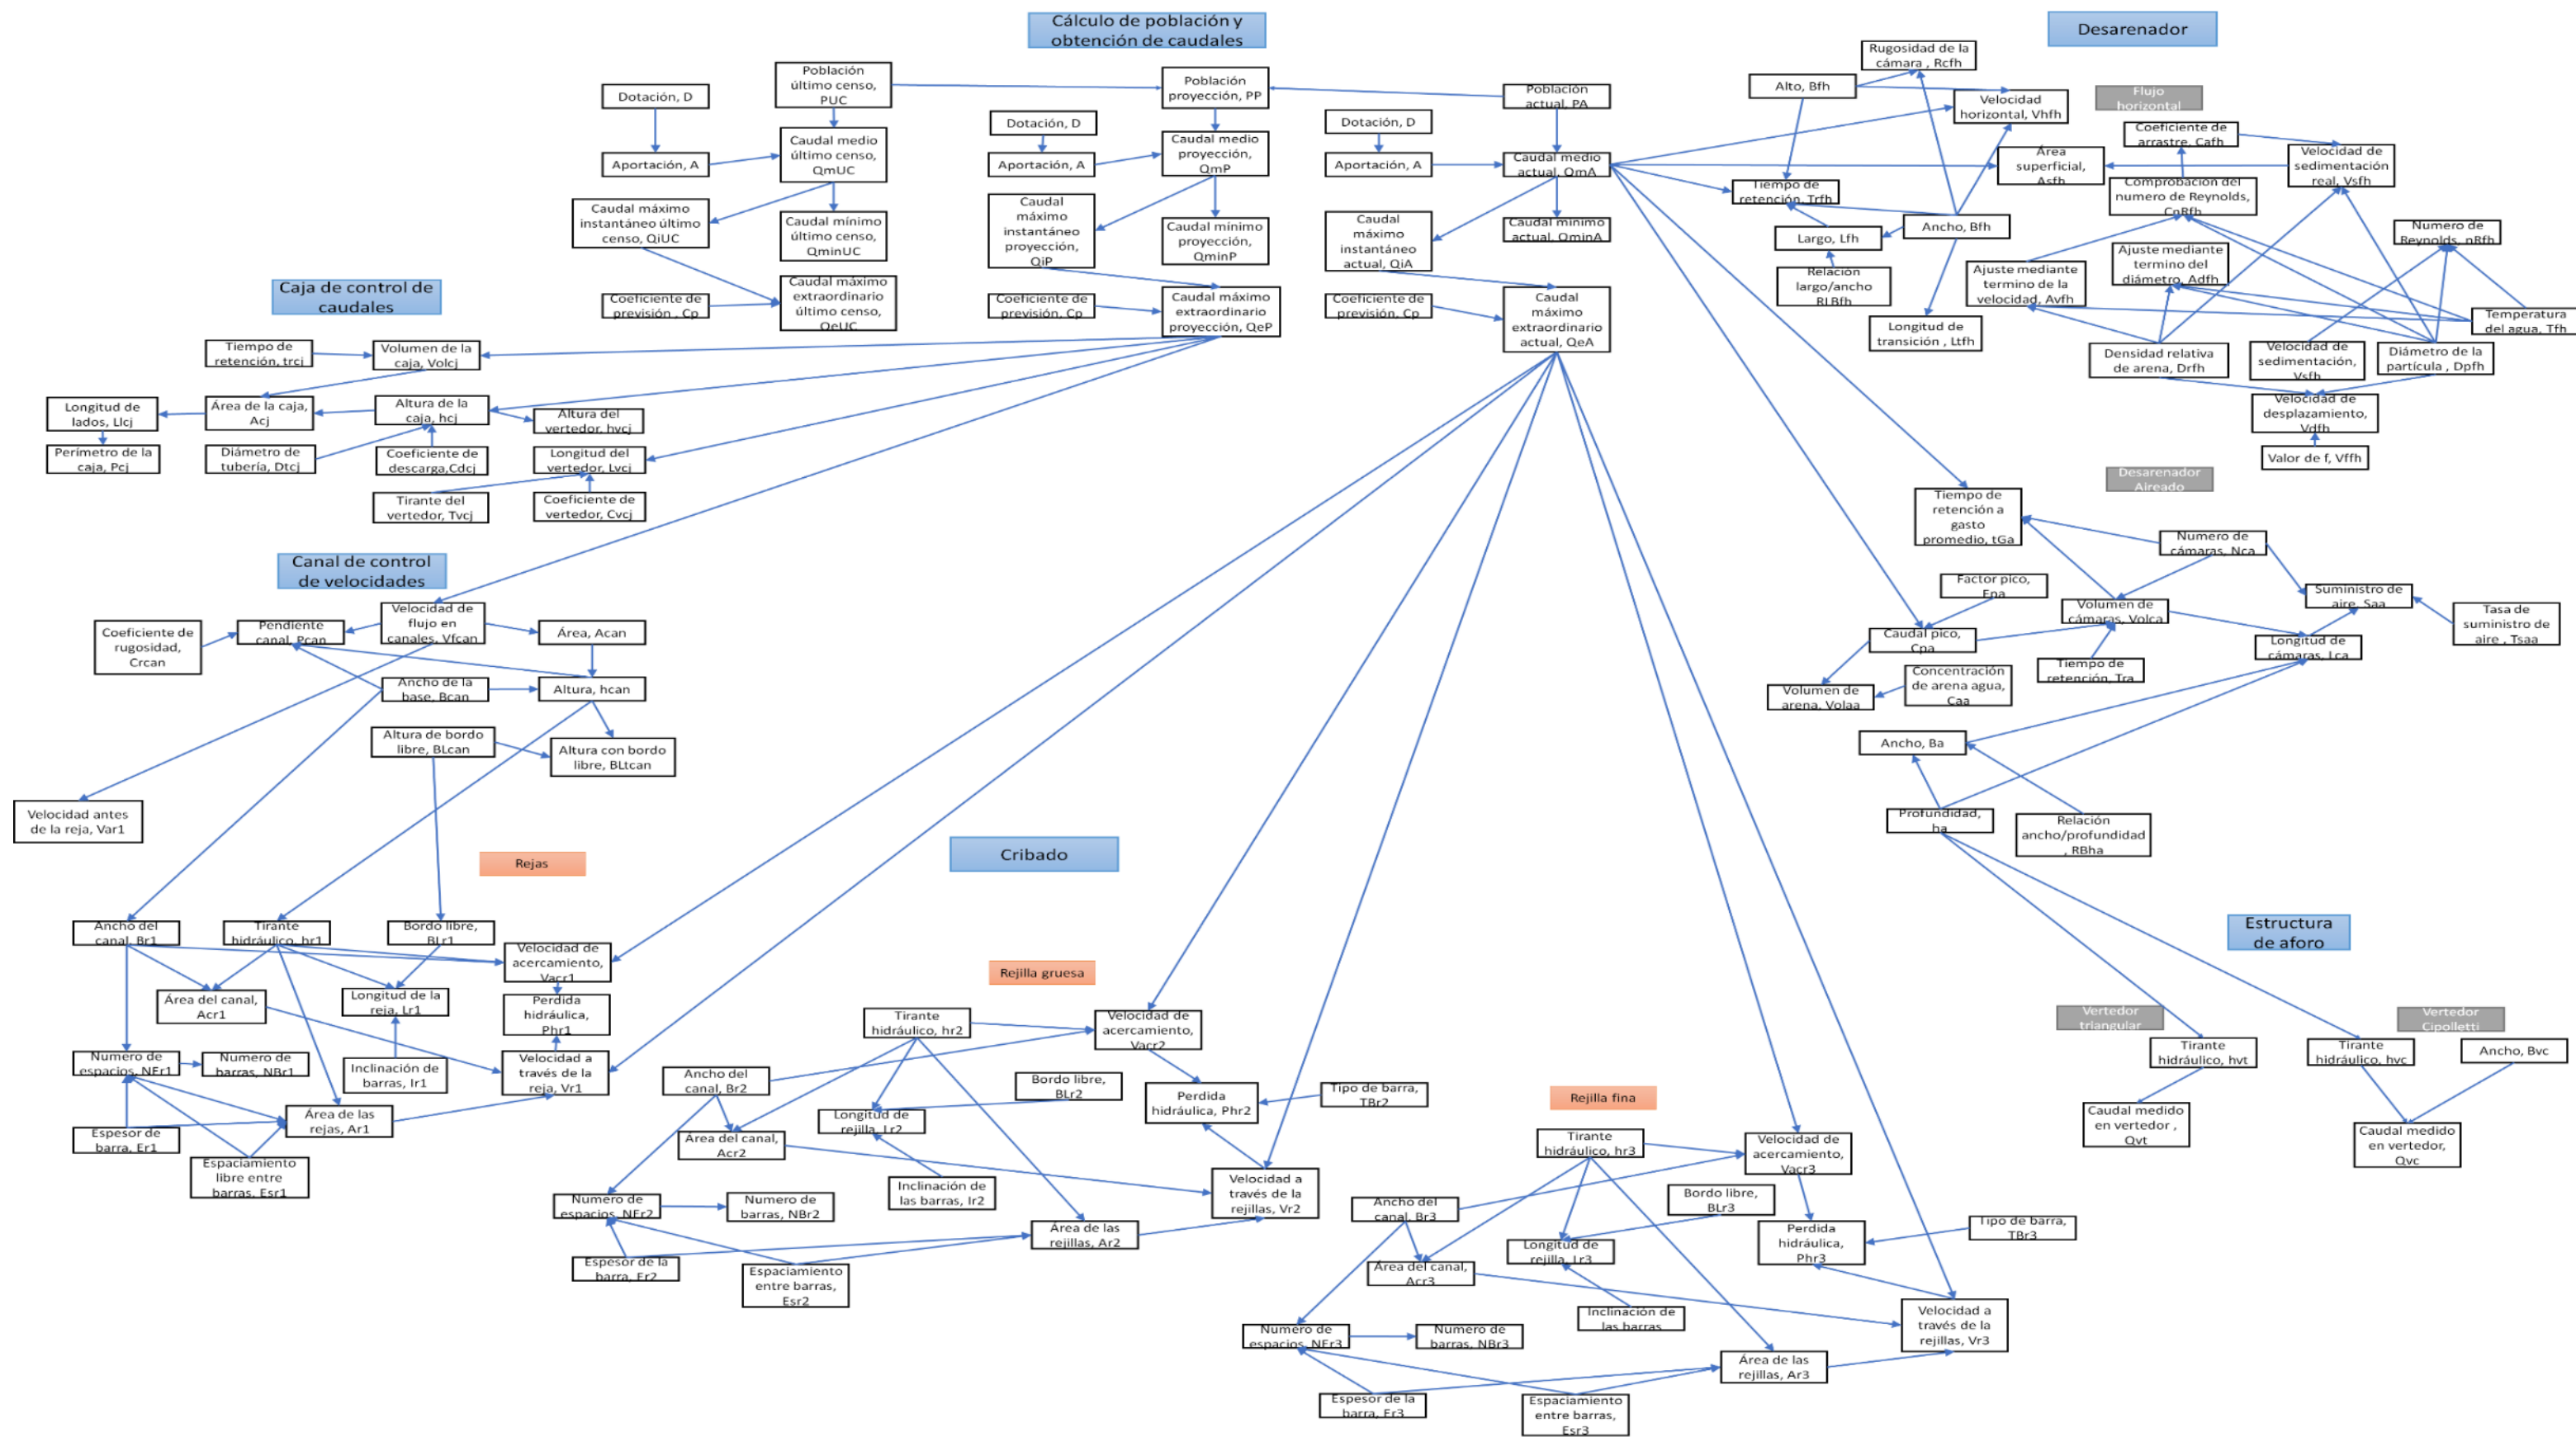 Cálculo de población y
obtención de caudales
Población
último censo,
PUC
Población
proyección, PP
Población
actual, PA
Dotación, D
Aportación, A
Caudal medio
último censo,
QmUC
Caudal máximo
instantáneo último
censo, QiUC
Caudal mínimo
último censo,
QminUC
Coeficiente de
previsión , Cp
Caudal máximo
extraordinario
último censo,
QeUC
Dotación, D
Aportación, A
Caudal medio
proyección,
QmP
Caudal
máximo
instantáneo
proyección,
QiP
Caudal mínimo
proyección,
QminP
Coeficiente de
previsión, Cp
Caudal máximo
extraordinario
proyección, QeP
Dotación, D
Aportación, A
Caudal medio
actual, QmA
Caudal
máximo
instantáneo
actual, QiA
Caudal mínimo
actual, QminA
Coeficiente de
previsión, Cp
Caudal
máximo
extraordinario
actual, QeA
Caja de control de
caudales
Tiempo de
retención, trcj
Volumen de la
caja, Volcj
Longitud de
lados, Llcj
Área de la caja,
Acj
Altura de la
caja, hcj
Altura del
vertedor, hvcj
Perímetro de la
caja, Pcj
Diámetro de
tubería, Dtcj
Coeficiente de
descarga,Cdcj
Longitud del
vertedor, Lvcj
Tirante del
vertedor, Tvcj
Coeficiente de
vertedor, Cvcj
Canal de control
de velocidades
Coeficiente de
rugosidad,
Crcan
Pendiente
canal, Pcan
Velocidad de
flujo en
canales, Vfcan
Área, Acan
Ancho de la
base, Bcan
Altura, hcan
Altura de bordo
libre, BLcan
Altura con bordo
libre, BLtcan
Velocidad antes
de la reja, Var1
Cribado
Rejas
Ancho del
canal, Br1
Tirante
hidráulico, hr1
Bordo libre,
BLr1
Velocidad de
acercamiento,
Vacr1
Área del canal,
Acr1
Longitud de la
reja, Lr1
Perdida
hidráulica,
Phr1
Numero de
espacios, NEr1
Numero de
barras, NBr1
Inclinación de
barras, Ir1
Velocidad a
través de la
reja, Vr1
Espesor de
barra, Er1
Área de las
rejas, Ar1
Espaciamiento
libre entre
barras, Esr1
Rejilla gruesa
Tirante
hidráulico, hr2
Velocidad de
acercamiento,
Vacr2
Ancho del
canal, Br2
Bordo libre,
BLr2
Perdida
hidráulica, Phr2
Tipo de barra,
TBr2
Área del canal,
Acr2
Longitud de
rejilla, Lr2
Inclinación de
las barras, Ir2
Velocidad a
través de la
rejillas, Vr2
Numero de
espacios, NEr2
Numero de
barras, NBr2
Área de las
rejillas, Ar2
Espesor de la
barra, Er2
Espaciamiento
entre barras,
Esr2
Rejilla fina
Tirante
hidráulico, hr3
Velocidad de
acercamiento,
Vacr3
Ancho del
canal, Br3
Bordo libre,
BLr3
Perdida
hidráulica,
Phr3
Tipo de barra,
TBr3
Área del canal,
Acr3
Longitud de
rejilla, Lr3
Inclinación de
las barras
Velocidad a
través de la
rejillas, Vr3
Numero de
espacios, NEr3
Numero de
barras, NBr3
Área de las
rejillas, Ar3
Espesor de la
barra, Er3
Espaciamiento
entre barras,
Esr3
Desarenador
Flujo
horizontal
Rugosidad de la
cámara , Rcfh
Alto, Bfh
Velocidad
horizontal, Vhfh
Coeficiente de
arrastre, Cafh
Área
superficial,
Asfh
Velocidad de
sedimentación
real, Vsfh
Tiempo de
retención, Trfh
Comprobación del
numero de Reynolds,
CnRfh
Largo, Lfh
Ancho, Bfh
Numero de
Reynolds, nRfh
Relación
largo/ancho
RLBfh
Ajuste mediante
termino de la
velocidad, Avfh
Ajuste mediante
termino del
diámetro, Adfh
Longitud de
transición , Ltfh
Temperatura
del agua, Tfh
Densidad relativa
de arena, Drfh
Velocidad de
sedimentación,
Vsfh
Diámetro de la
partícula , Dpfh
Velocidad de
desplazamiento,
Vdfh
Valor de f, Vffh
Desarenador
Aireado
Tiempo de
retención a
gasto
promedio, tGa
Numero de
cámaras, Nca
Factor pico,
Fpa
Volumen de
cámaras, Volca
Suministro de
aire, Saa
Tasa de
suministro de
aire , Tsaa
Caudal pico,
Cpa
Longitud de
cámaras, Lca
Tiempo de
retención, Tra
Volumen de
arena, Volaa
Concentración
de arena agua,
Caa
Ancho, Ba
Profundidad,
ha
Relación
ancho/profundidad
, RBha
Estructura
de aforo
Vertedor
triangular
Tirante
hidráulico, hvt
Caudal medido
en vertedor ,
Qvt
Vertedor
Cipolletti
Tirante
hidráulico, hvc
Ancho, Bvc
Caudal medido
en vertedor,
Qvc